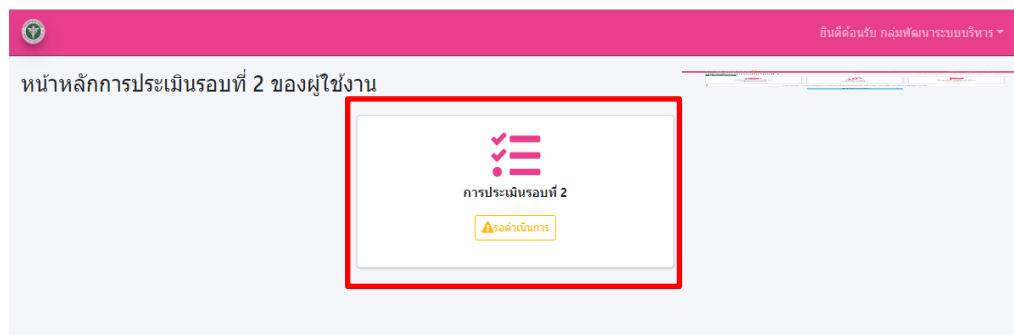 ยินดีต้อนรับ กลุ่มพัฒนาระบบบริหาร
หน้าหลักการประเมินรอบที่ 2 ของผู้ใช้งาน
การประเมินรอบที่ 2
รอดำเนินการ